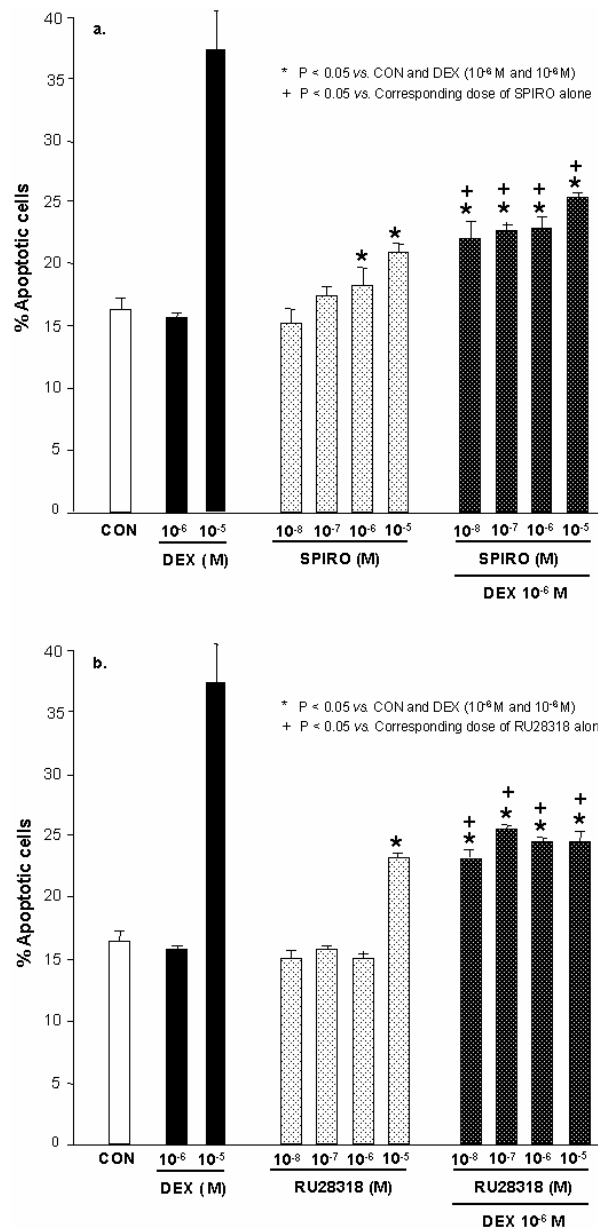 a.
* P < 0.05 vs. CON and DEX (10⁻⁶ M and 10⁻⁶ M)
+ P < 0.05 vs. Corresponding dose of SPIRO alone
% Apoptotic cells
40
35
30
25
20
15
10
5
0
+ + + +
* * * * * *
CON
10⁻⁶ 10⁻⁵
DEX (M)
10⁻⁸ 10⁻⁷ 10⁻⁶ 10⁻⁵
SPIRO (M)
10⁻⁸ 10⁻⁷ 10⁻⁶ 10⁻⁵
SPIRO (M)
DEX 10⁻⁶ M
b.
* P < 0.05 vs. CON and DEX (10⁻⁶ M and 10⁻⁶ M)
+ P < 0.05 vs. Corresponding dose of RU28318 alon
% Apoptotic cells
40
35
30
25
20
15
10
5
0
+ + + +
* * * * *
CON
10⁻⁶ 10⁻⁵
DEX (M)
10⁻⁸ 10⁻⁷ 10⁻⁶ 10⁻⁵
RU28318 (M)
10⁻⁸ 10⁻⁷ 10⁻⁶ 10⁻⁵
RU28318 (M)
DEX 10⁻⁶ M